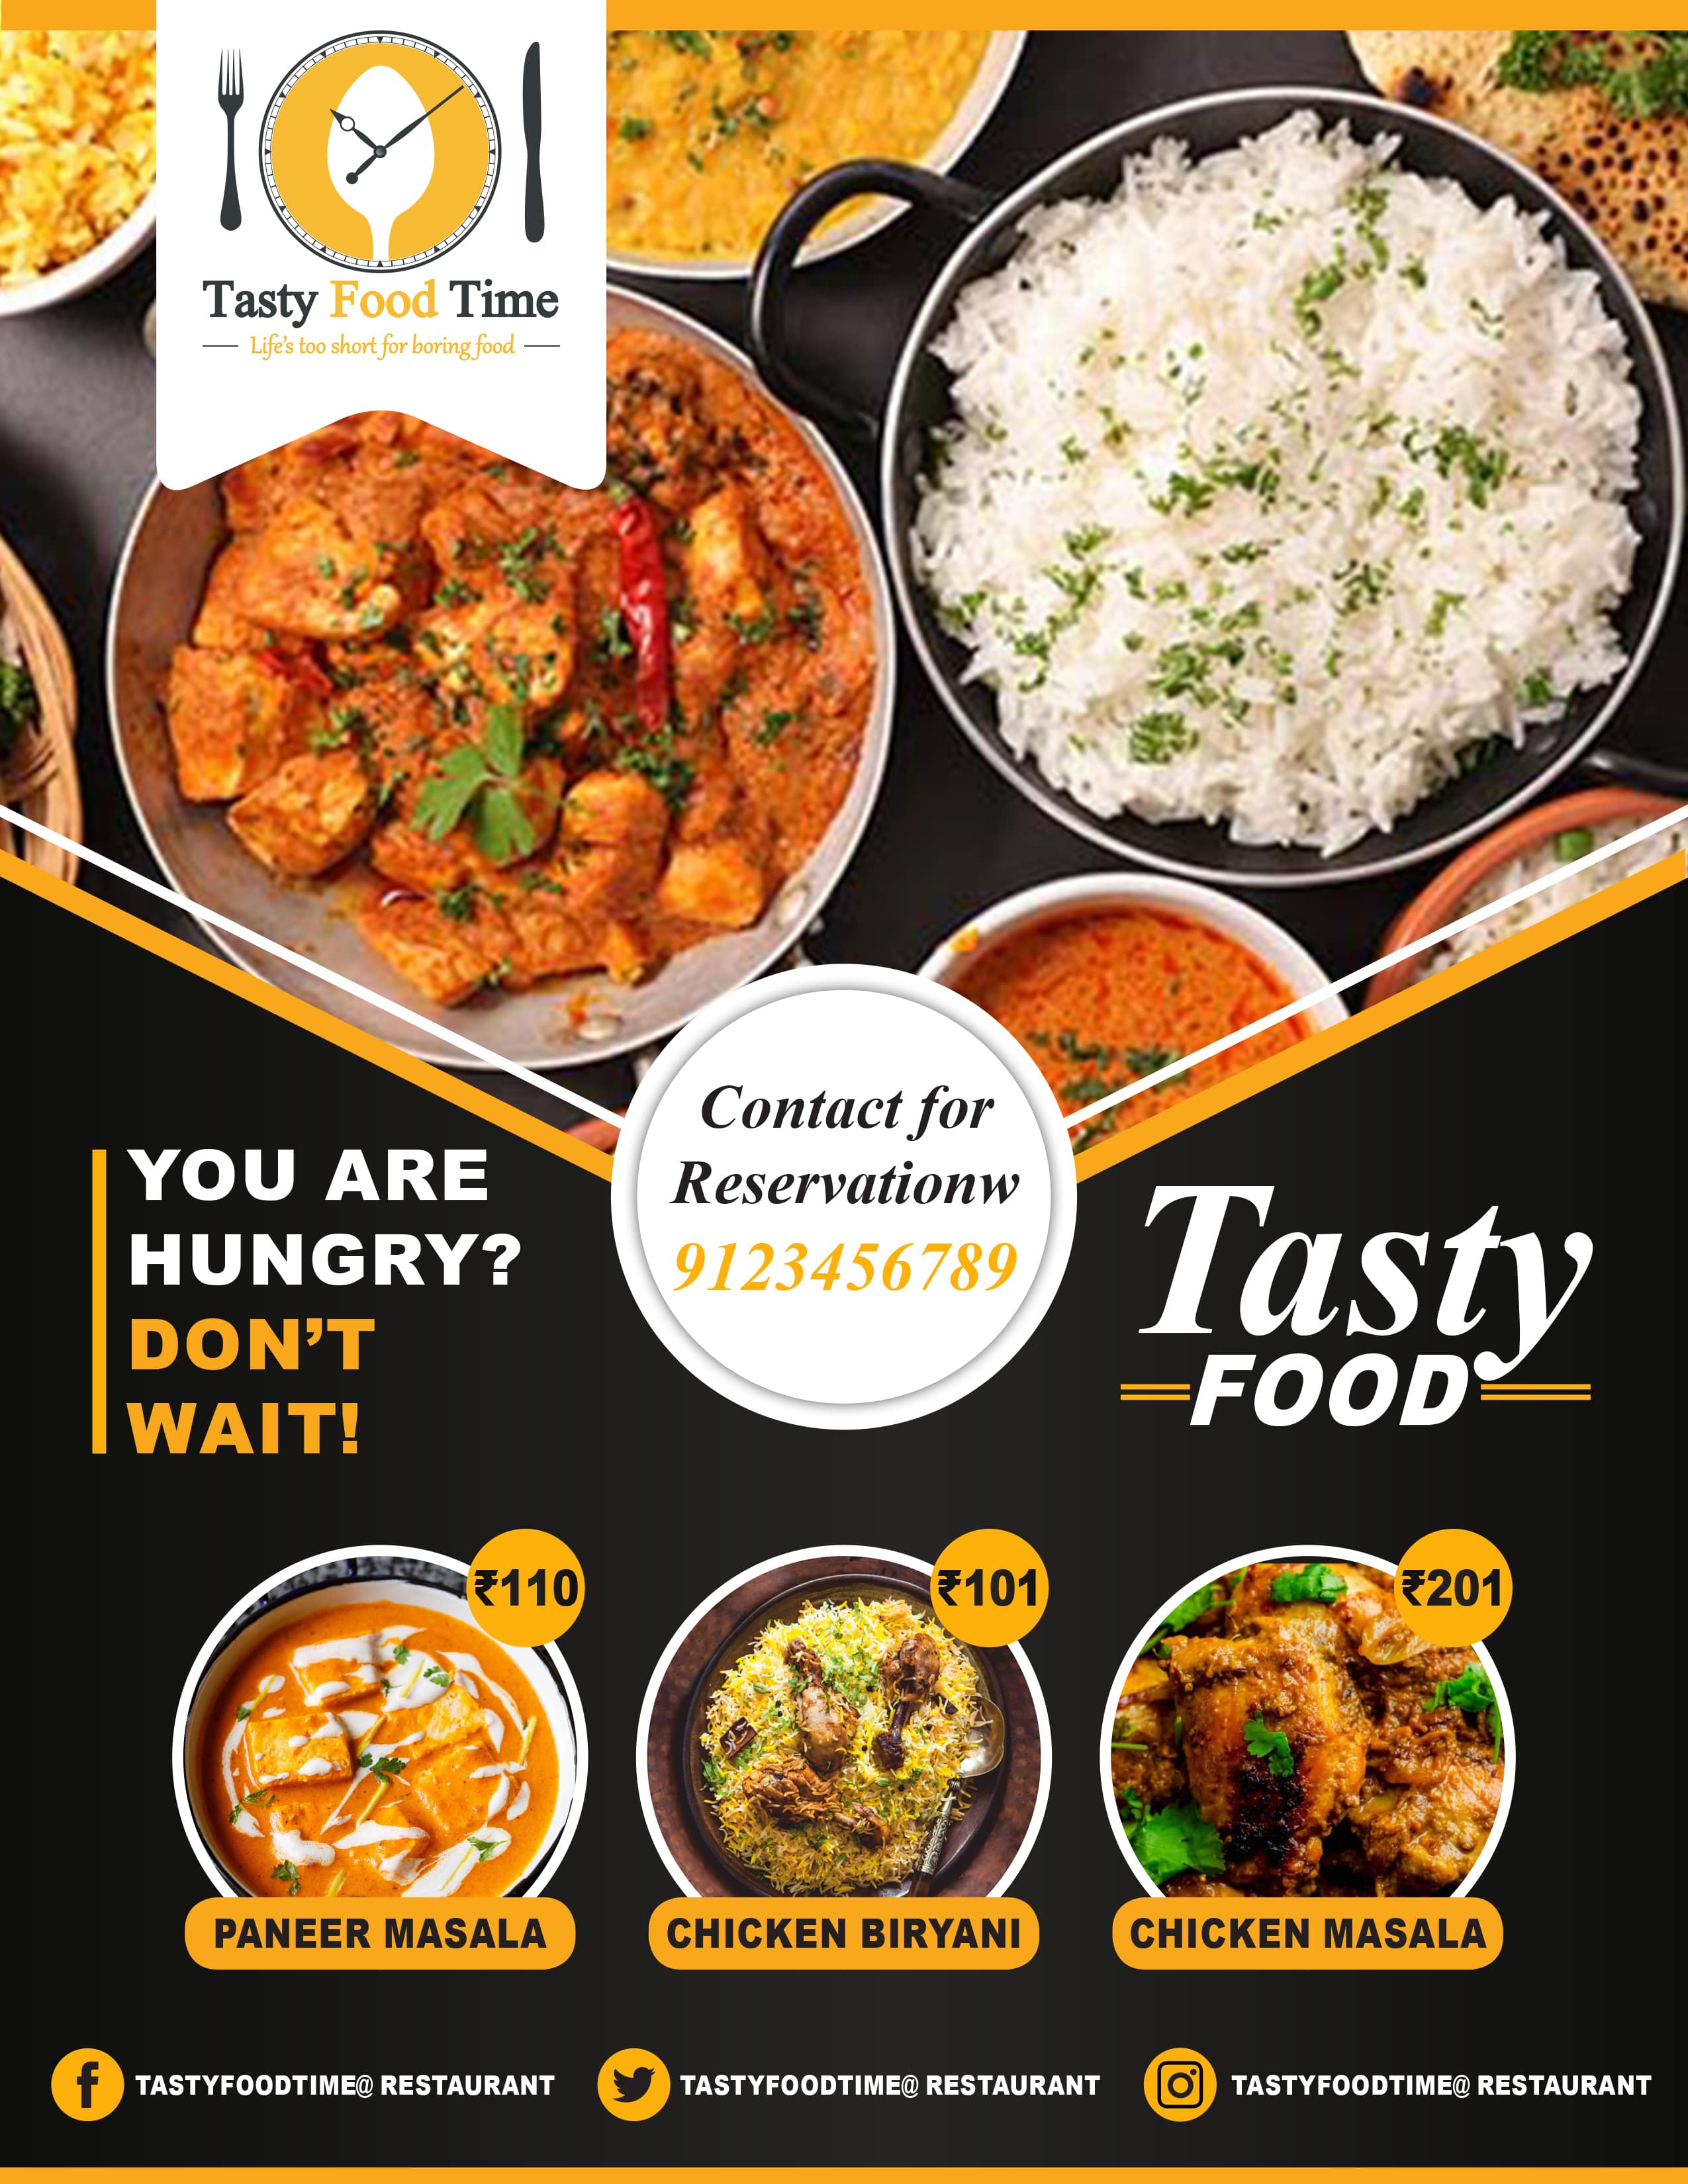 Tasty Food Time
Life's too short for boring food
Contact for
Reservationw
9123456789
YOU ARE
HUNGRY?
DON'T
WAIT!
Tasty
FOOD
₹110
₹101
₹201
PANEER MASALA
CHICKEN BIRYANI
CHICKEN MASALA
TASTYFOODTIME@ RESTAURANT
TASTYFOODTIME@ RESTAURANT
TASTYFOODTIME@ RESTAURANT